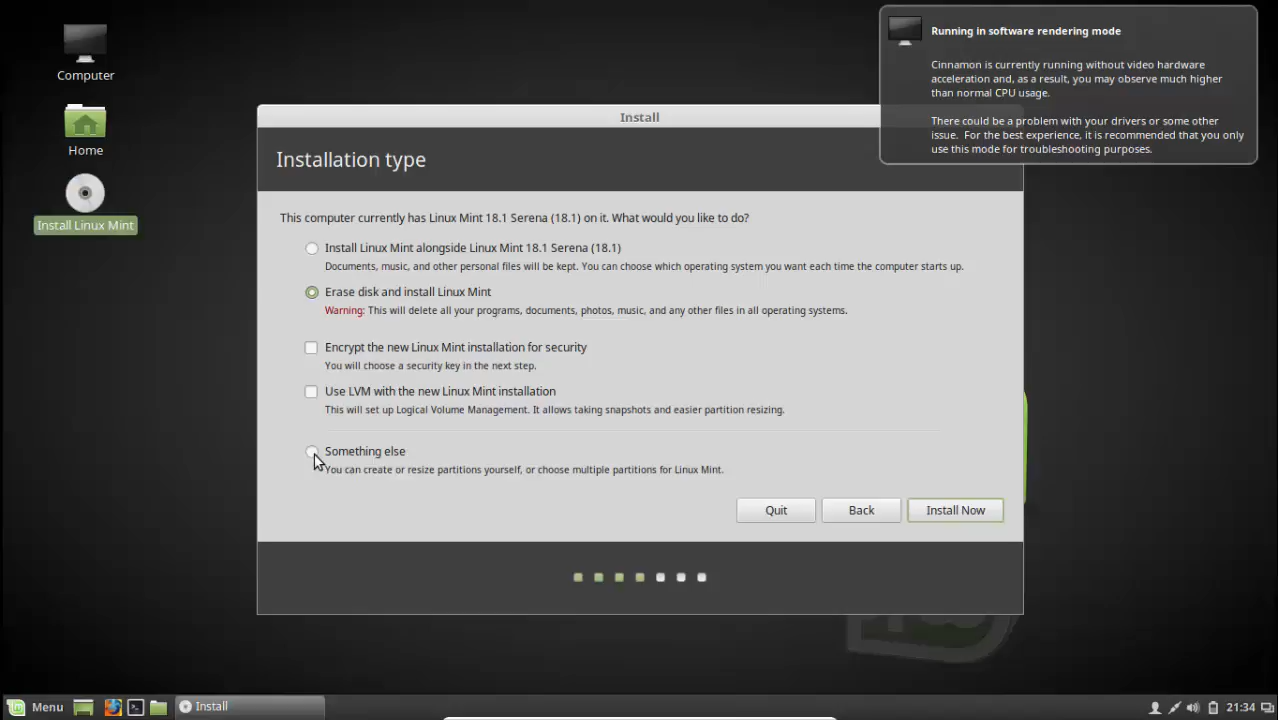 Computer
Home
Install Linux Mint
Running in software rendering mode
Cinnamon is currently running without video hardware
acceleration and, as a result, you may observe much higher
than normal CPU usage.
There could be a problem with your drivers or some other
issue. For the best experience, it is recommended that you only
use this mode for troubleshooting purposes.
Install
Installation type
This computer currently has Linux Mint 18.1 Serena (18.1) on it. What would you like to do?
Install Linux Mint alongside Linux Mint 18.1 Serena (18.1)
Documents, music, and other personal files will be kept. You can choose which operating system you want each time the computer starts up.
Erase disk and install Linux Mint
Warning: This will delete all your programs, documents, photos, music, and any other files in all operating systems.
Encrypt the new Linux Mint installation for security
You will choose a security key in the next step.
Use LVM with the new Linux Mint installation
This will set up Logical Volume Management. It allows taking snapshots and easier partition resizing.
Something else
You can create or resize partitions yourself, or choose multiple partitions for Linux Mint.
Quit
Back
Install Now
Menu
Install
21:34